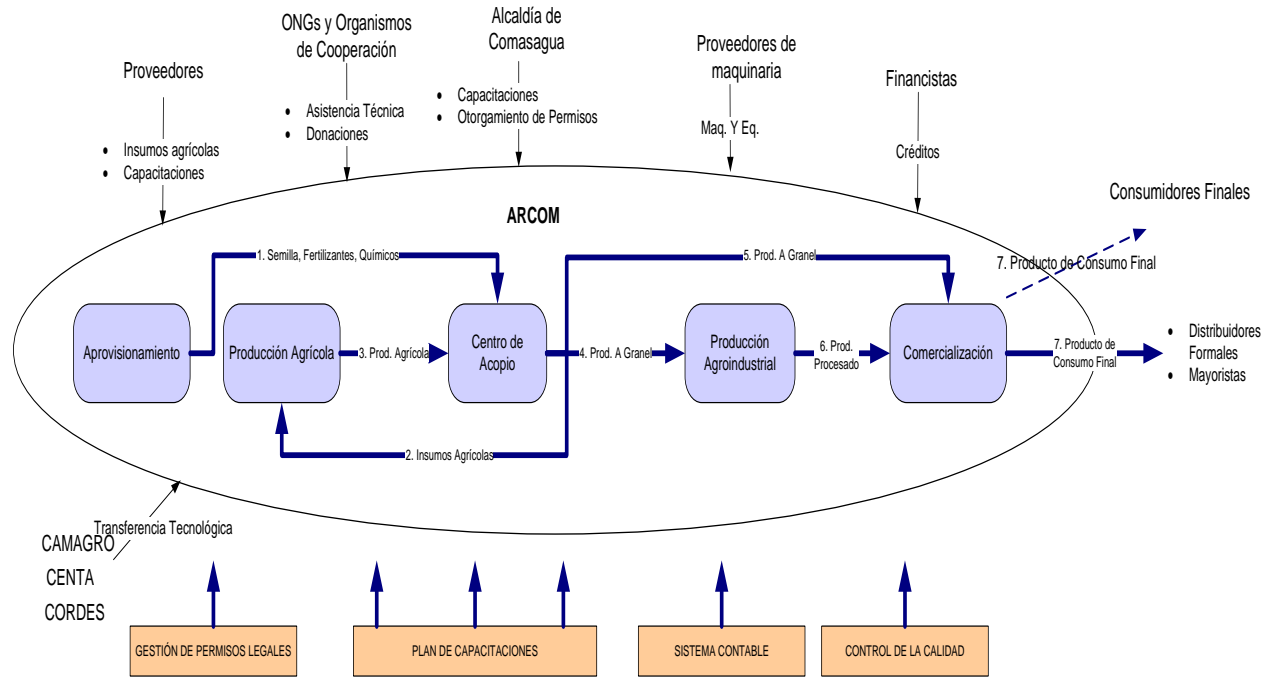 ONGs y Organismos
de Cooperación
Alcaldía de
Comasagua
Proveedores de
maquinaria
Proveedores
Financistas
• Asistencia Técnica
• Donaciones
• Capacitaciones
• Otorgamiento de Permisos
Maq. Y Eq.
• Insumos agrícolas
• Capacitaciones
Créditos
Consumidores Finales
ARCOM
1. Semilla, Fertilizantes, Químicos
5. Prod. A Granel
7. Producto de Consumo Final
Aprovisionamiento
Producción Agrícola
3. Prod. Agrícola
Centro de
Acopio
4. Prod. A Granel
Producción
Agroindustrial
6. Prod.
Procesado
Comercialización
7. Producto de
Consumo Final
• Distribuidores
Formales
• Mayoristas
2. Insumos Agrícolas
Transferencia Tecnológica
CAMAGRO
CENTA
CORDES
GESTIÓN DE PERMISOS LEGALES
PLAN DE CAPACITACIONES
SISTEMA CONTABLE
CONTROL DE LA CALIDAD